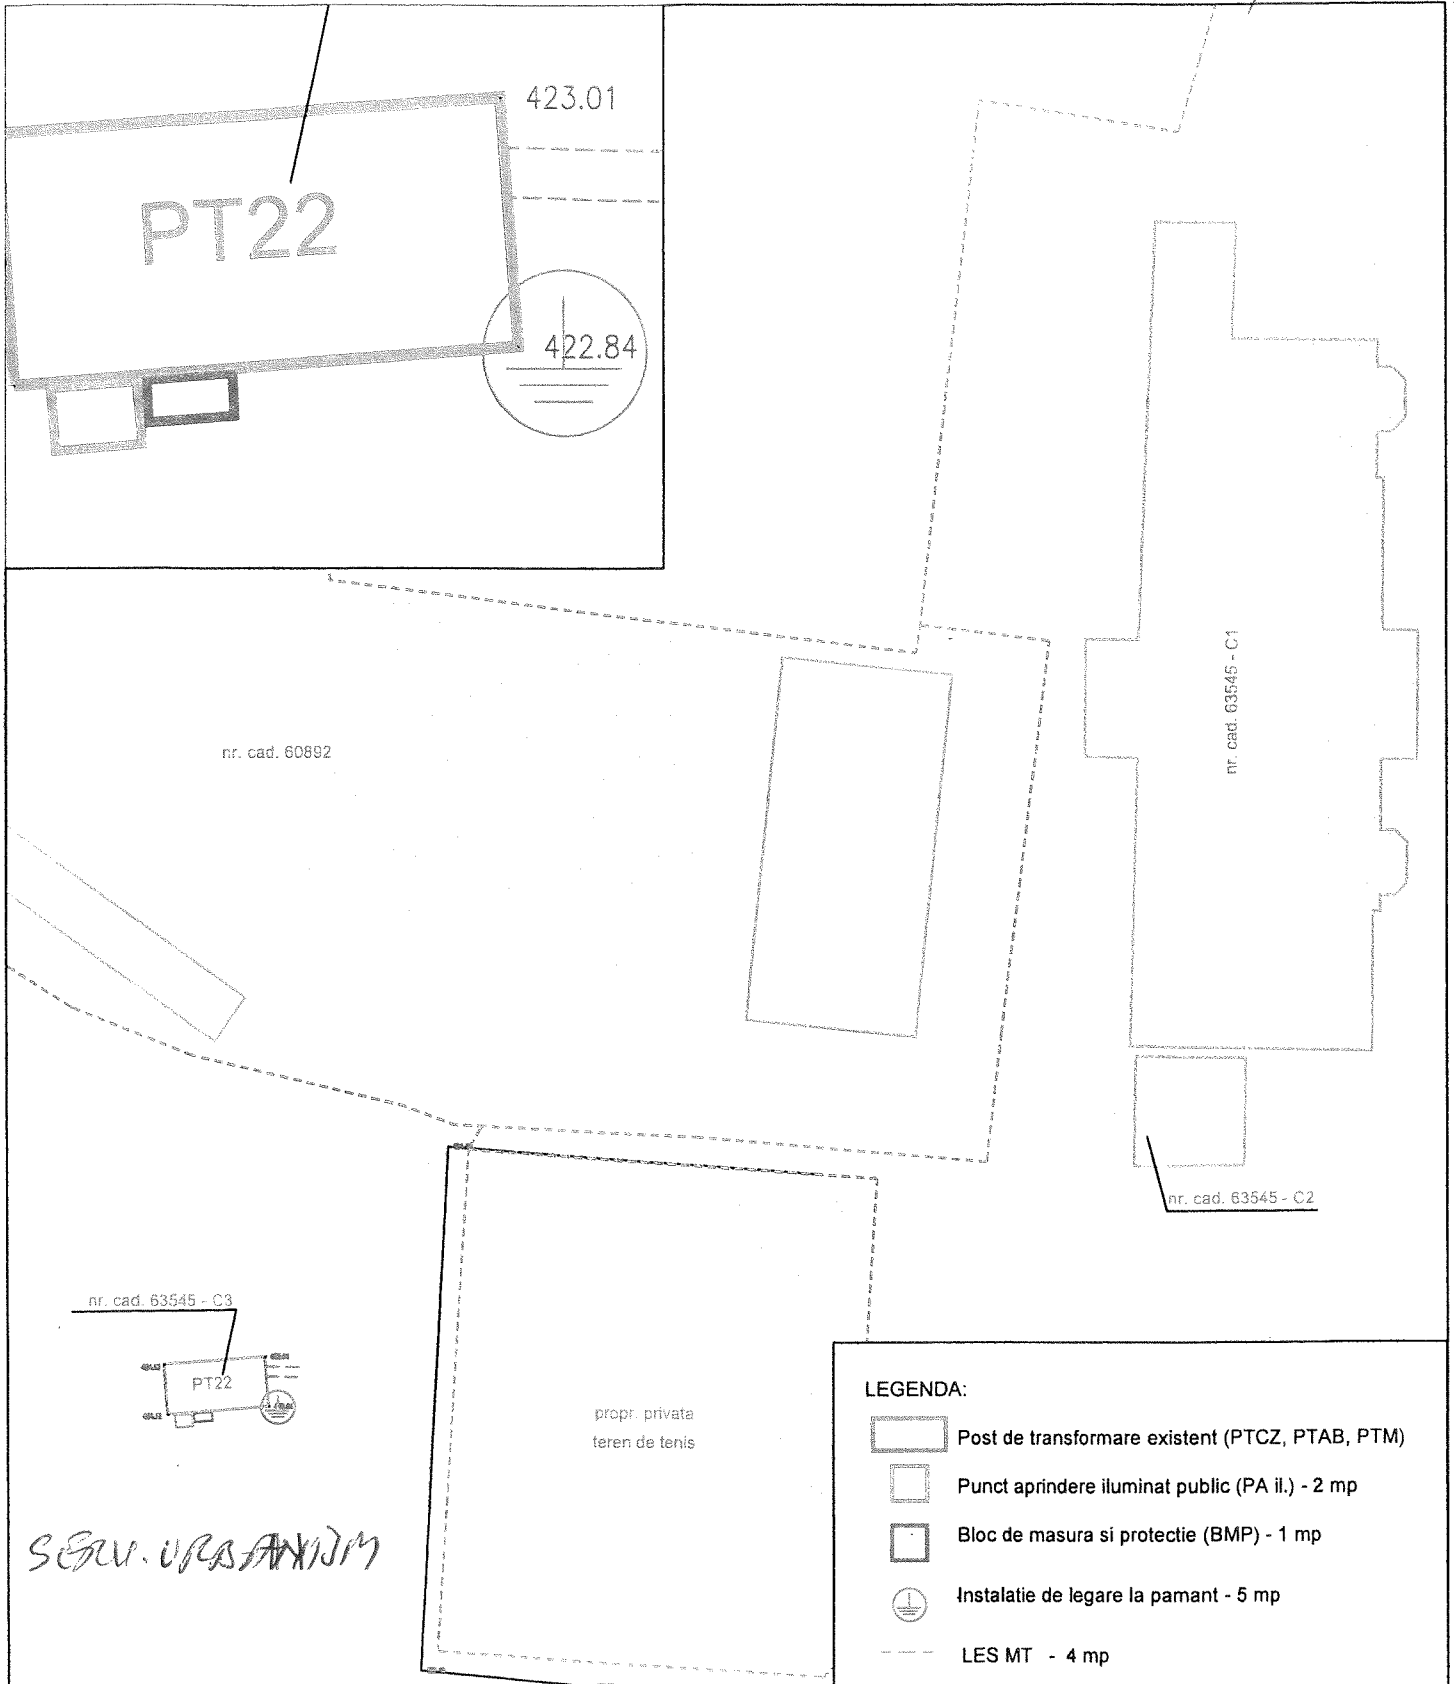 423.01
PT22
422.84
nr. cad. 63545 - C1
nr. cad. 60892
nr. cad. 63545 - C2
nr. cad. 63545 - C3
PT22
propr. privata
teren de tenis
SERV. URBANISM
LEGENDA:
Post de transformare existent (PTCZ, PTAB, PTM)
Punct aprindere iluminat public (PA il.) - 2 mp
Bloc de masura si protectie (BMP) - 1 mp
Instalatie de legare la pamant - 5 mp
LES MT - 4 mp